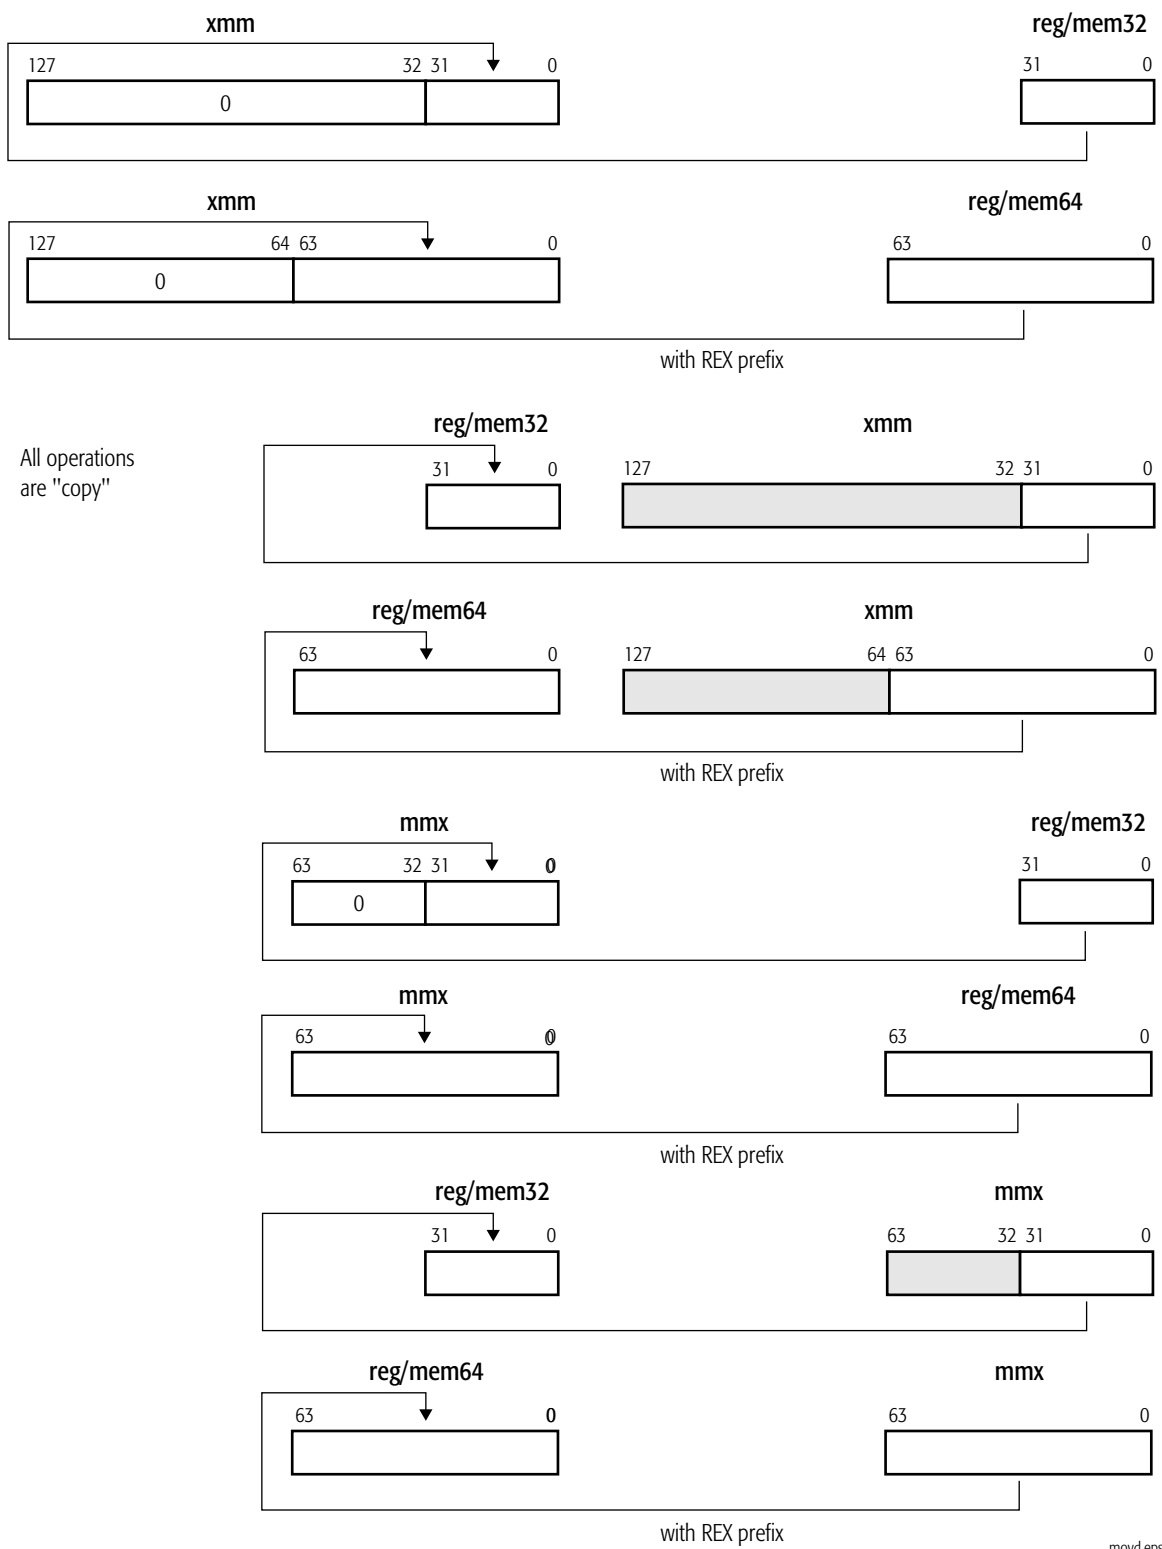 xmm reg/mem32
127 32 31 0 31 0
0
xmm reg/mem64
127 64 63 0 63 0
0
with REX prefix
reg/mem32 xmm
All operations
are "copy"
31 0 127 32 31 0
reg/mem64 xmm
63 0 127 64 63 0
with REX prefix
mmx reg/mem32
63 32 31 0 31 0
0
mmx reg/mem64
63 0 63 0
with REX prefix
reg/mem32 mmx
31 0 63 32 31 0
reg/mem64 mmx
63 0 63 0
with REX prefix
movd.eps